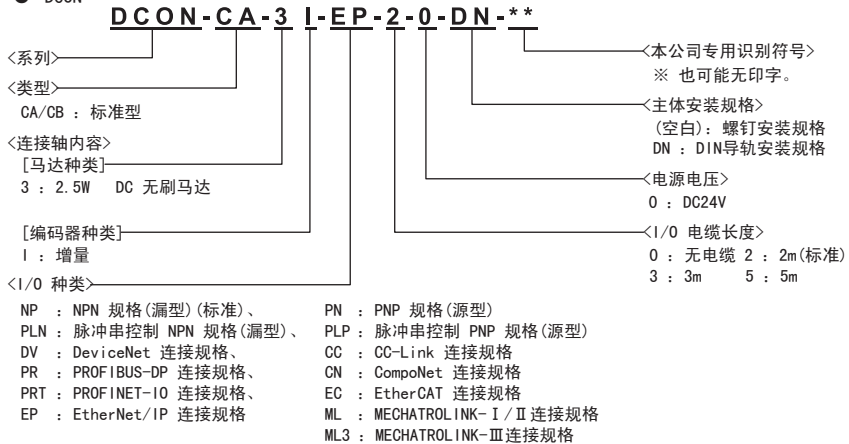 ● DCON
DCON-CA-3 I-EP-2-0-DN-**
<系列>
<类型>
CA/CB : 标准型
<连接轴内容>
[马达种类]
3 : 2.5W DC 无刷马达
[编码器种类]
I : 增量
<I/O 种类>
NP : NPN 规格(漏型)(标准)、 PN : PNP 规格(源型)
PLN : 脉冲串控制 NPN 规格(漏型)、 PLP : 脉冲串控制 PNP 规格(源型)
DV : DeviceNet 连接规格、 CC : CC-Link 连接规格
PR : PROFIBUS-DP 连接规格、 CN : CompoNet 连接规格
PRT : PROFINET-IO 连接规格、 EC : EtherCAT 连接规格
EP : EtherNet/IP 连接规格 ML : MECHATROLINK-Ⅰ/Ⅱ连接规格
ML3 : MECHATROLINK-Ⅲ连接规格
<本公司专用识别符号>
※ 也可能无印字。
<主体安装规格>
(空白): 螺钉安装规格
DN : DIN导轨安装规格
<电源电压>
0 : DC24V
<I/O 电缆长度>
0 : 无电缆 2 : 2m(标准)
3 : 3m 5 : 5m